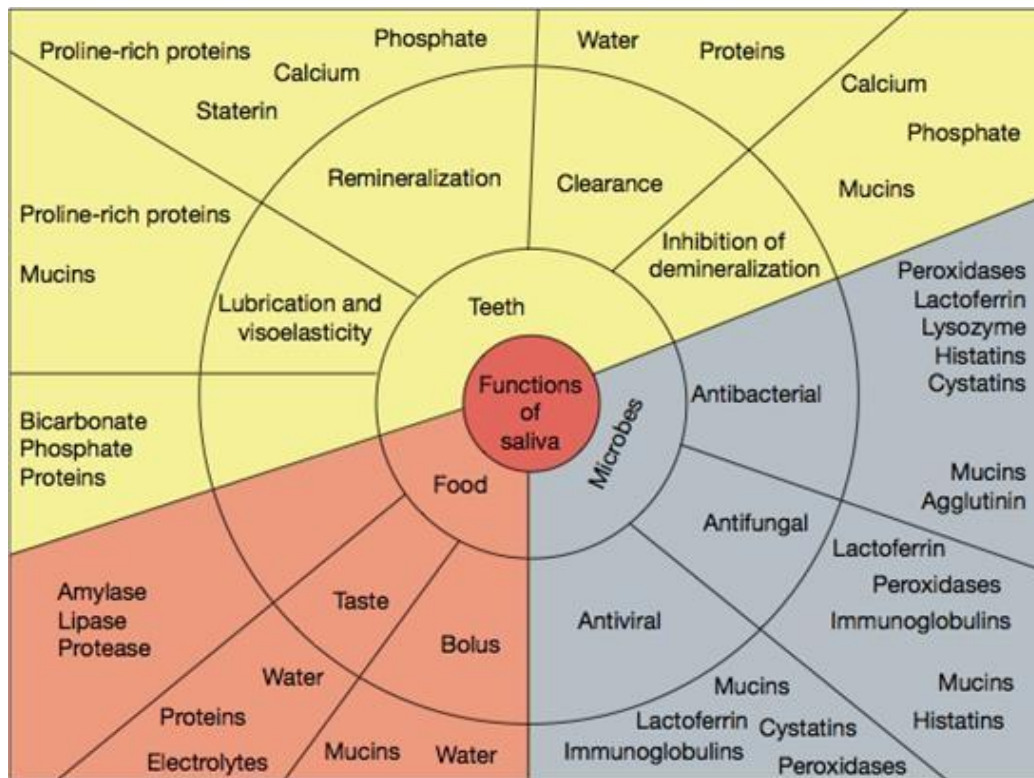 Proline-rich proteins
Phosphate
Calcium
Staterin
Water
Proteins
Calcium
Phosphate
Mucins
Remineralization
Clearance
Inhibition of
demineralization
Proline-rich proteins
Mucins
Lubrication and
visoelasticity
Teeth
Functions
of
saliva
Bicarbonate
Phosphate
Proteins
Peroxidases
Lactoferrin
Lysozyme
Histatins
Cystatins
Mucins
Agglutinin
Antibacterial
Microbes
Antifungal
Lactoferrin
Peroxidases
Immunoglobulins
Mucins
Histatins
Antiviral
Mucins
Lactoferrin
Cystatins
Immunoglobulins
Peroxidases
Food
Amylase
Lipase
Protease
Taste
Water
Proteins
Electrolytes
Bolus
Mucins
Water